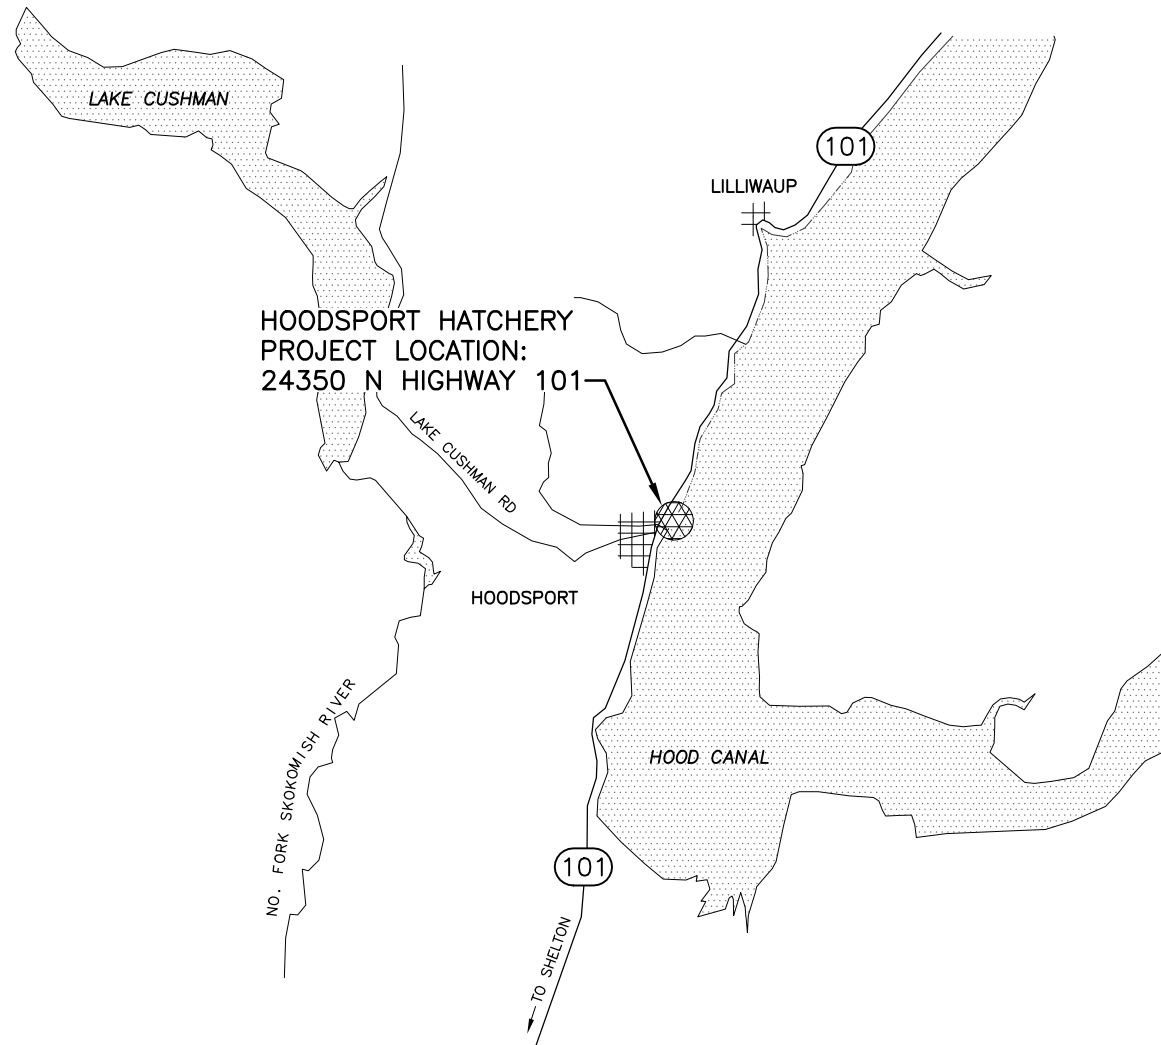 LAKE CUSHMAN
101
LILLIWAUP
HOODSPORT HATCHERY
PROJECT LOCATION:
24350 N HIGHWAY 101
LAKE CUSHMAN RD
HOODSPORT
NO. FORK SKOKOMISH RIVER
HOOD CANAL
101
TO SHELTON